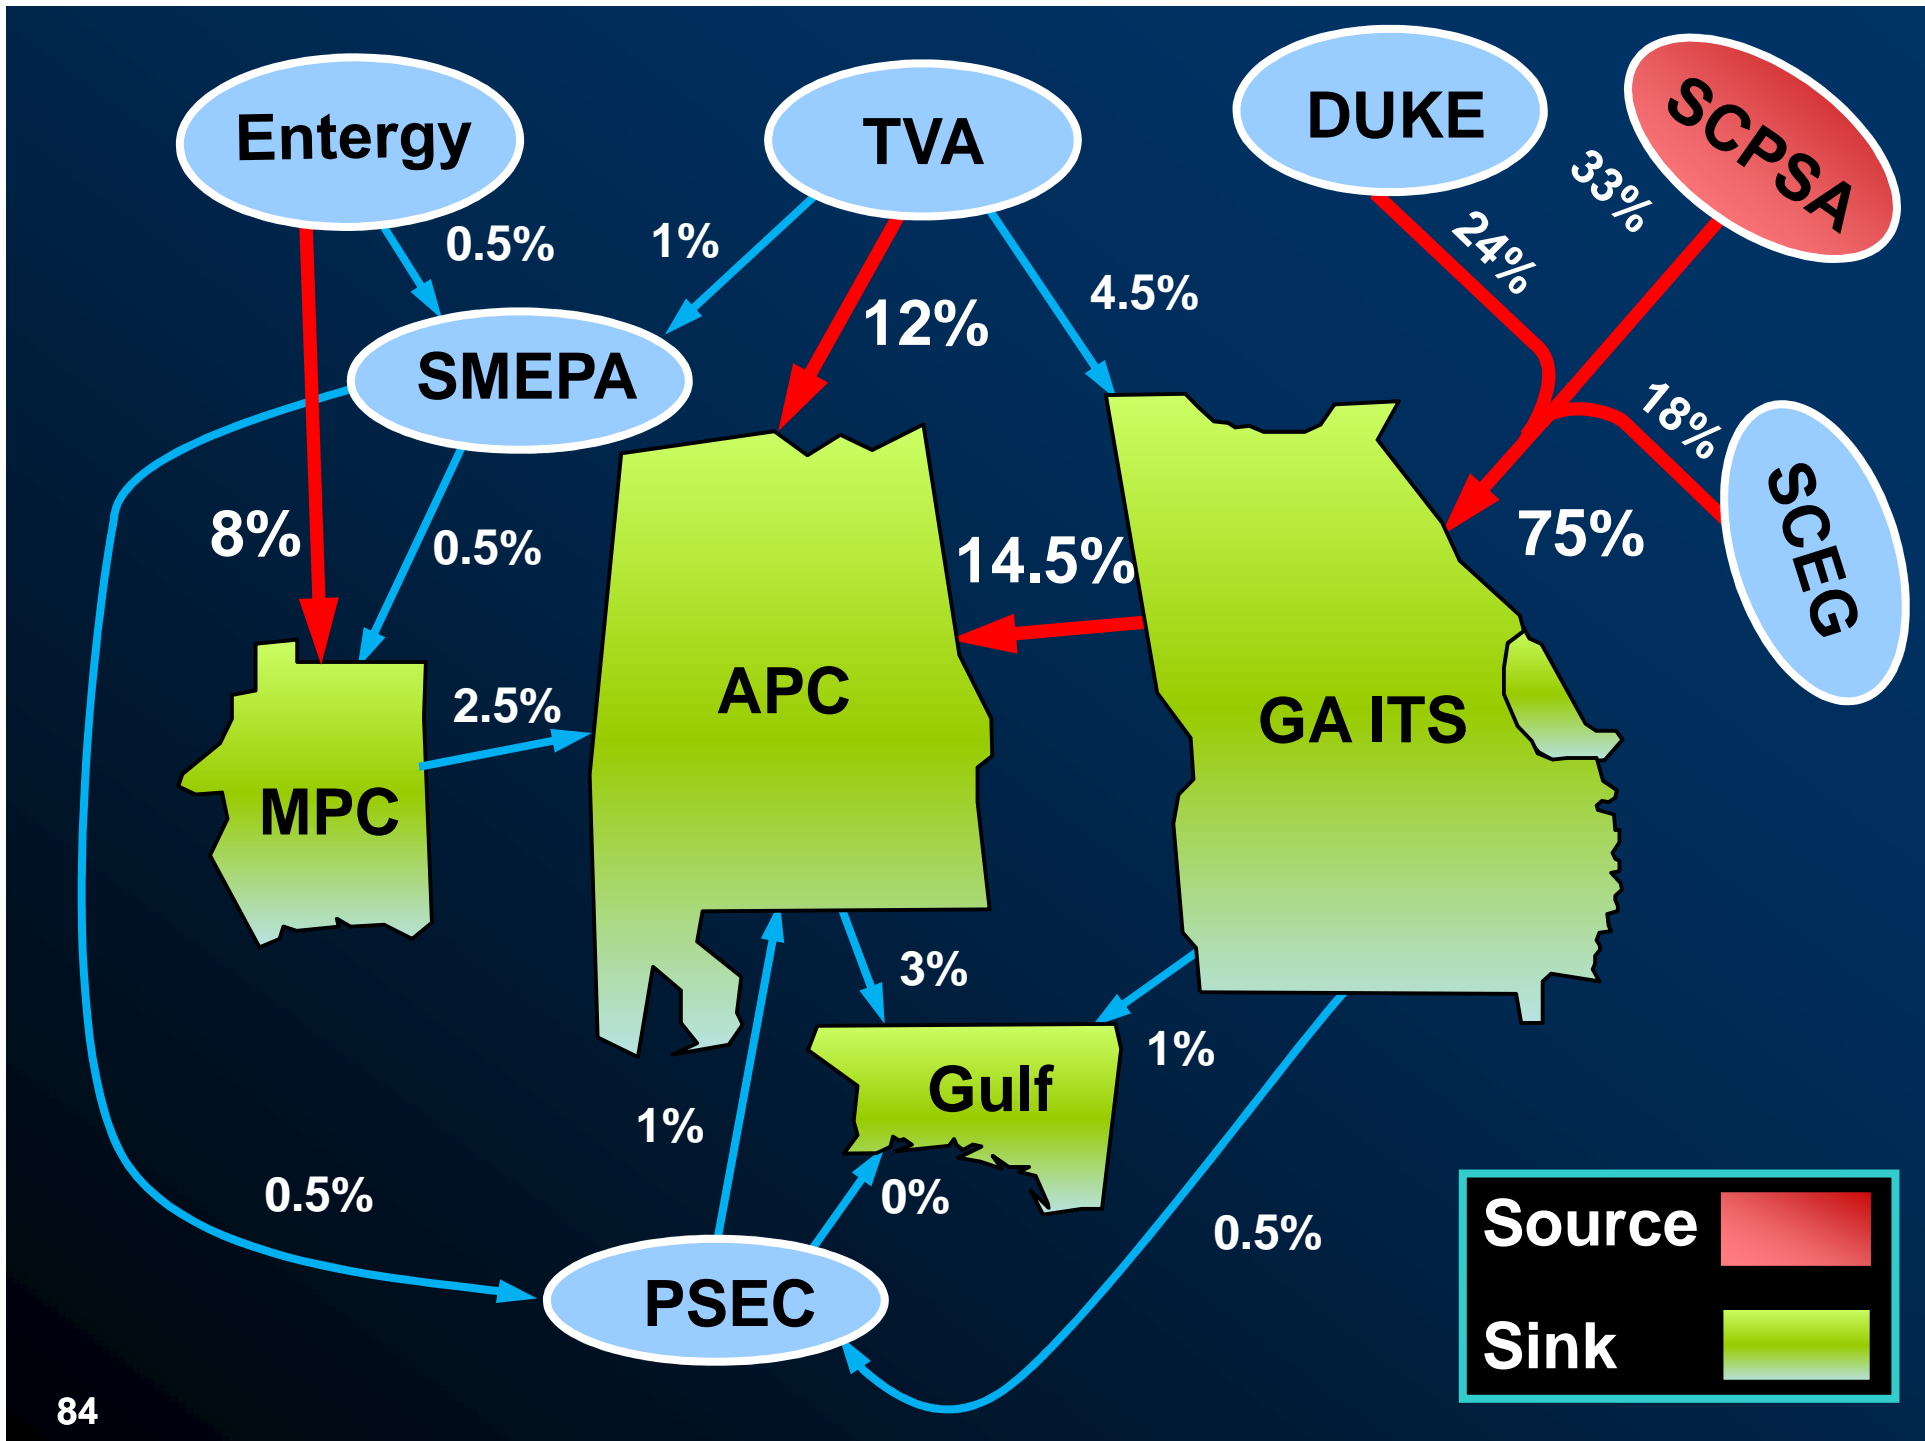 Entergy
TVA
DUKE
SCPSA
33%
24%
0.5%
1%
4.5%
12%
SMEPA
18%
SCEG
8%
0.5%
14.5%
75%
2.5%
APC
GA ITS
MPC
3%
1%
Gulf
1%
0.5%
0%
0.5%
PSEC
Source
Sink
84